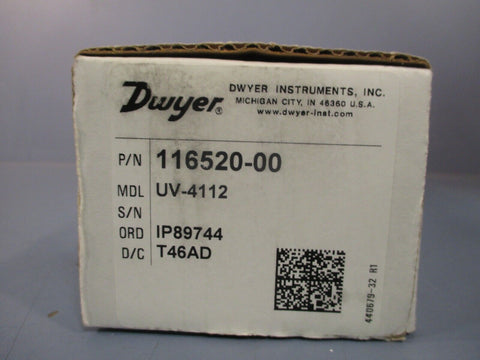 Dwyer®
DWYER INSTRUMENTS, INC.
MICHIGAN CITY, IN 46360 U.S.A.
www.dwyer-inst.com
P/N 116520-00
MDL UV-4112
S/N
ORD IP89744
D/C T46AD
440679-32 R1